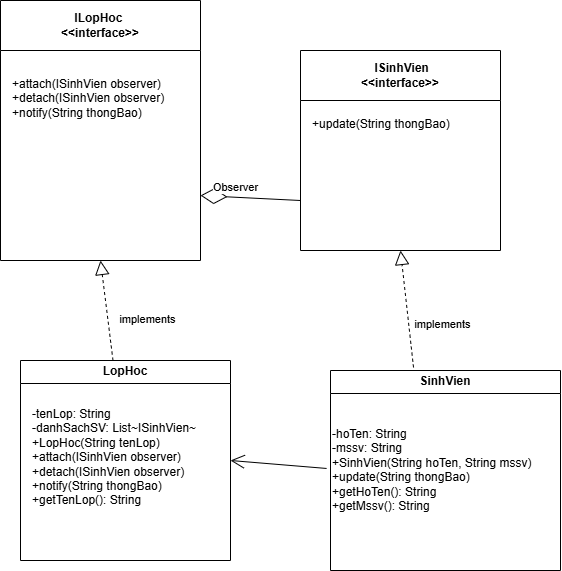 ILopHoc
<<interface>>
+attach(ISinhVien observer)
+detach(ISinhVien observer)
+notify(String thongBao)
ISinhVien
<<interface>>
+update(String thongBao)
Observer
implements
implements
LopHoc
-tenLop: String
-danhSachSV: List~ISinhVien~
+LopHoc(String tenLop)
+attach(ISinhVien observer)
+detach(ISinhVien observer)
+notify(String thongBao)
+getTenLop(): String
SinhVien
-hoTen: String
-mssv: String
+SinhVien(String hoTen, String mssv)
+update(String thongBao)
+getHoTen(): String
+getMssv(): String